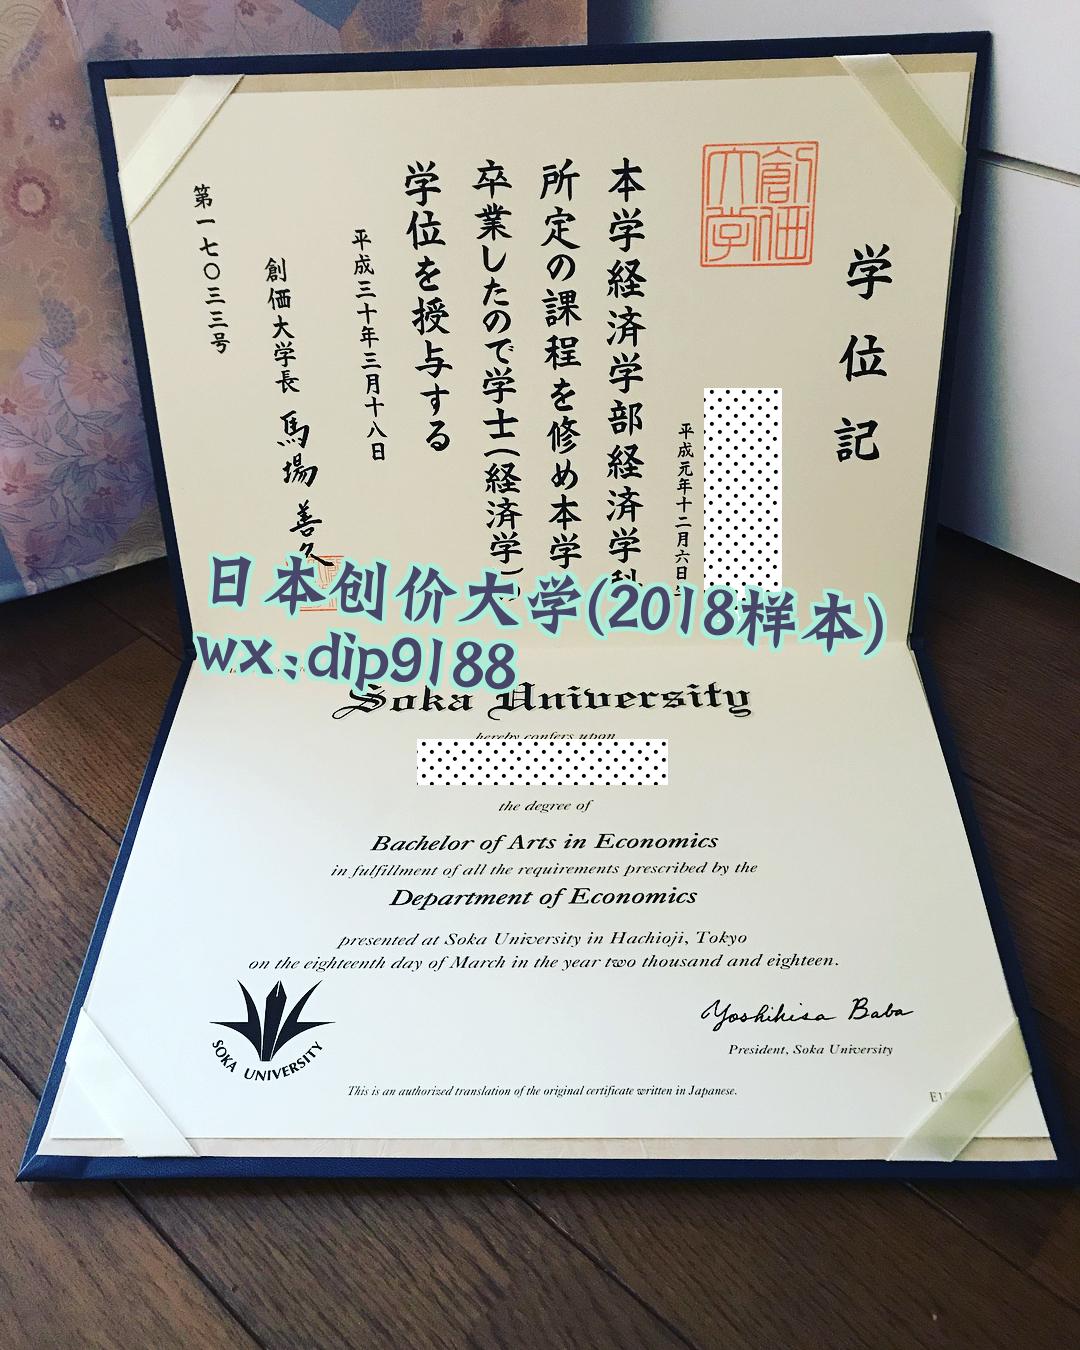 学位記
創価大学
平成元年十二月六日
本学経済学部経済学科
所定の課程を修め本学
卒業したので学士(経済学)の
学位を授与する
平成三十年三月十八日
創価大学長 馬場善久
第一七〇三三号
日本创价大学(2018样本)
wx:dip9188
Soka University
hereby confers upon
the degree of
Bachelor of Arts in Economics
in fulfillment of all the requirements prescribed by the
Department of Economics
presented at Soka University in Hachioji, Tokyo
on the eighteenth day of March in the year two thousand and eighteen.
SOKA UNIVERSITY
Yoshihisa Baba
President, Soka University
This is an authorized translation of the original certificate written in Japanese.